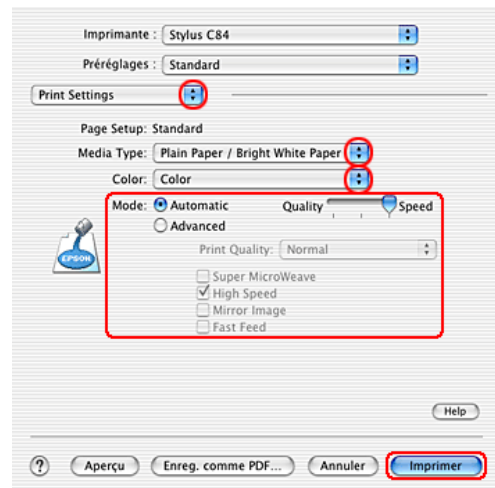 Imprimante : Stylus C84
Préréglages : Standard
Print Settings
Page Setup: Standard
Media Type: Plain Paper / Bright White Paper
Color: Color
Mode: Automatic Quality Speed
Advanced
Print Quality: Normal
Super MicroWeave
High Speed
Mirror Image
Fast Feed
EPSON
Help
? Aperçu Enreg. comme PDF... Annuler Imprimer